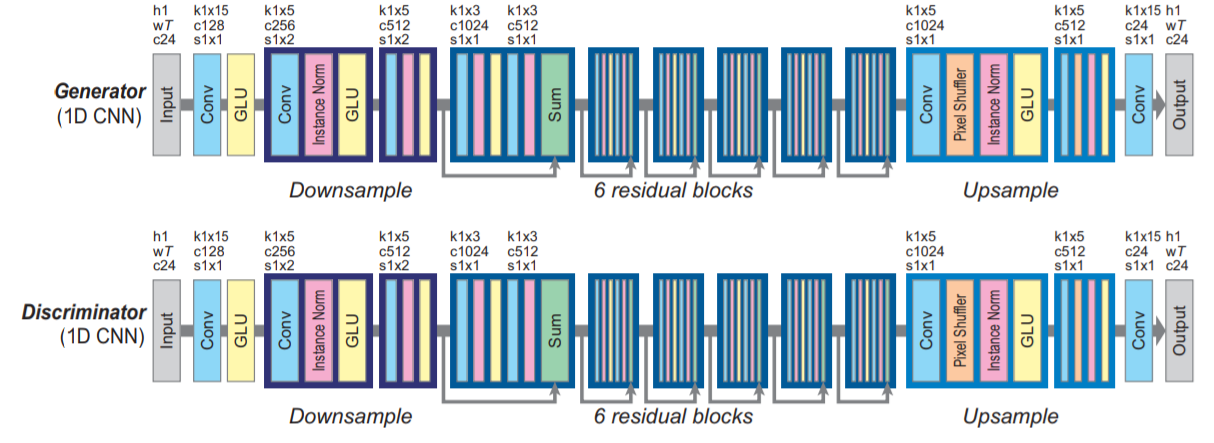 h1 k1x15 k1x5 k1x5 k1x3 k1x3 k1x5 k1x5 k1x15 h1
wT c128 c256 c512 c1024 c512 c1024 c512 c24 wT
c24 s1x1 s1x2 s1x2 s1x1 s1x1 s1x1 s1x1 s1x1 c24
Generator
(1D CNN)
Input
Conv
GLU
Conv
Instance Norm
GLU
Sum
Conv
Pixel Shuffler
Instance Norm
GLU
Conv
Output
Downsample 6 residual blocks Upsample
h1 k1x15 k1x5 k1x5 k1x3 k1x3 k1x5 k1x5 k1x15 h1
wT c128 c256 c512 c1024 c512 c1024 c512 c24 wT
c24 s1x1 s1x2 s1x2 s1x1 s1x1 s1x1 s1x1 s1x1 c24
Discriminator
(1D CNN)
Input
Conv
GLU
Conv
Instance Norm
GLU
Sum
Conv
Pixel Shuffler
Instance Norm
GLU
Conv
Output
Downsample 6 residual blocks Upsample